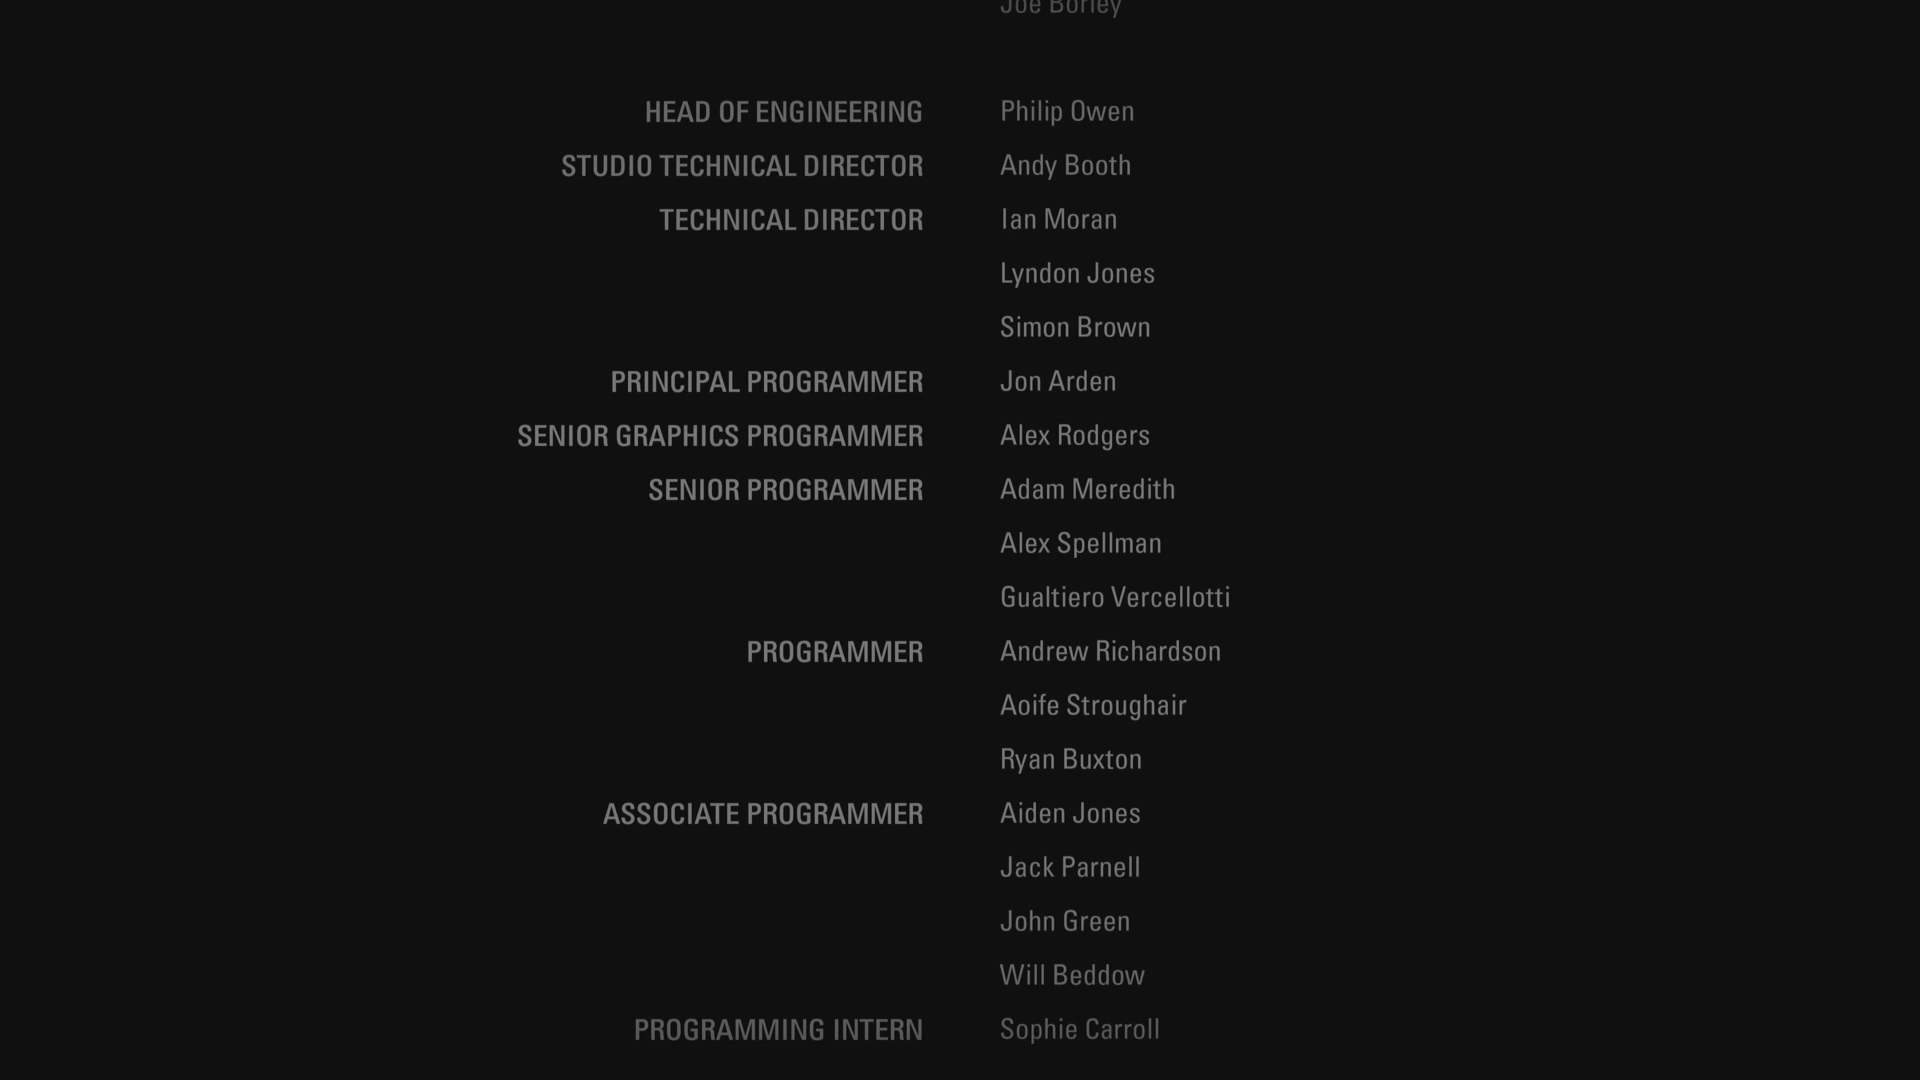 Joe Borley
HEAD OF ENGINEERING Philip Owen
STUDIO TECHNICAL DIRECTOR Andy Booth
TECHNICAL DIRECTOR Ian Moran
Lyndon Jones
Simon Brown
PRINCIPAL PROGRAMMER Jon Arden
SENIOR GRAPHICS PROGRAMMER Alex Rodgers
SENIOR PROGRAMMER Adam Meredith
Alex Spellman
Gualtiero Vercellotti
PROGRAMMER Andrew Richardson
Aoife Stroughair
Ryan Buxton
ASSOCIATE PROGRAMMER Aiden Jones
Jack Parnell
John Green
Will Beddow
PROGRAMMING INTERN Sophie Carroll